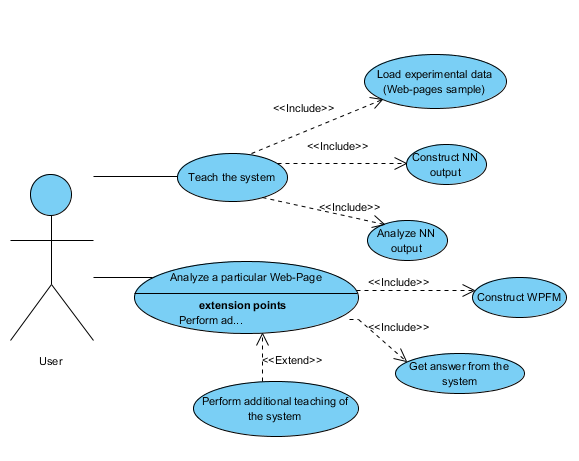 Load experimental data
(Web-pages sample)
<<Include>>
<<Include>>
Construct NN
output
Teach the system
<<Include>>
Analyze NN
output
Analyze a particular Web-Page
extension points
Perform ad...
<<Include>>
Construct WPFM
<<Include>>
User
<<Extend>>
Get answer from the
system
Perform additional teaching of
the system